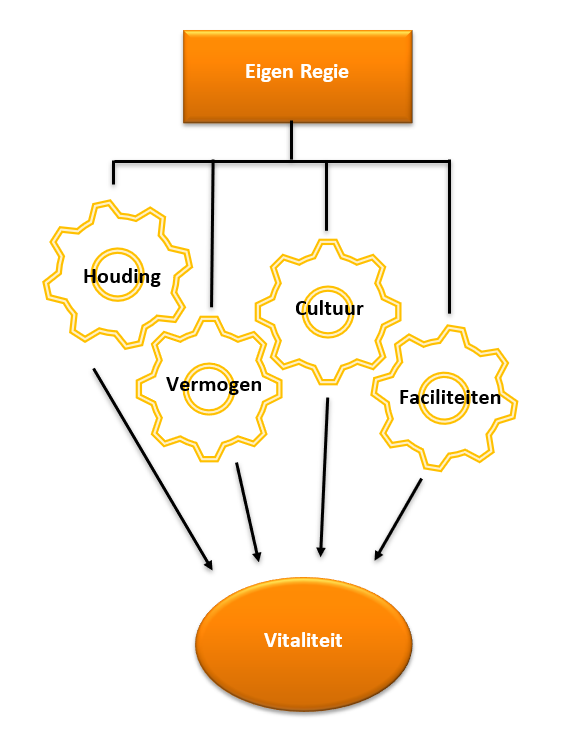 Eigen Regie
Houding
Cultuur
Vermogen
Faciliteiten
Vitaliteit